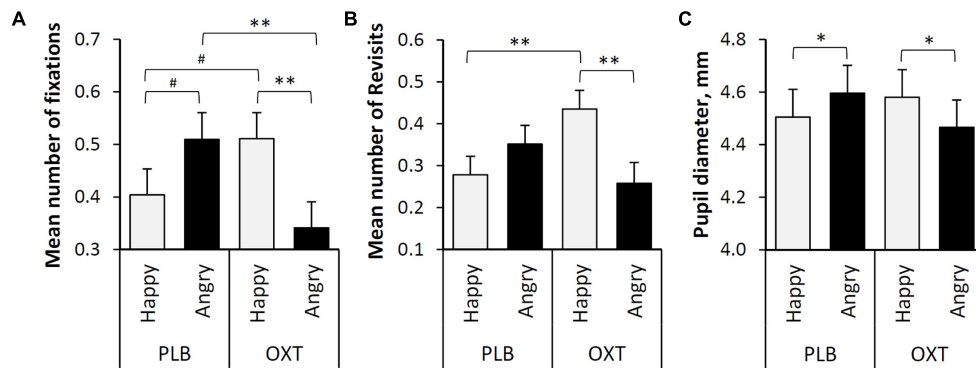 A
Mean number of fixations
0.7
0.6
0.5
0.4
0.3
**
#
#
**
Happy
Angry
Happy
Angry
PLB
OXT
B
Mean number of Revisits
0.6
0.5
0.4
0.3
0.2
0.1
**
**
Happy
Angry
Happy
Angry
PLB
OXT
C
Pupil diameter, mm
4.8
4.6
4.4
4.2
4.0
*
*
Happy
Angry
Happy
Angry
PLB
OXT